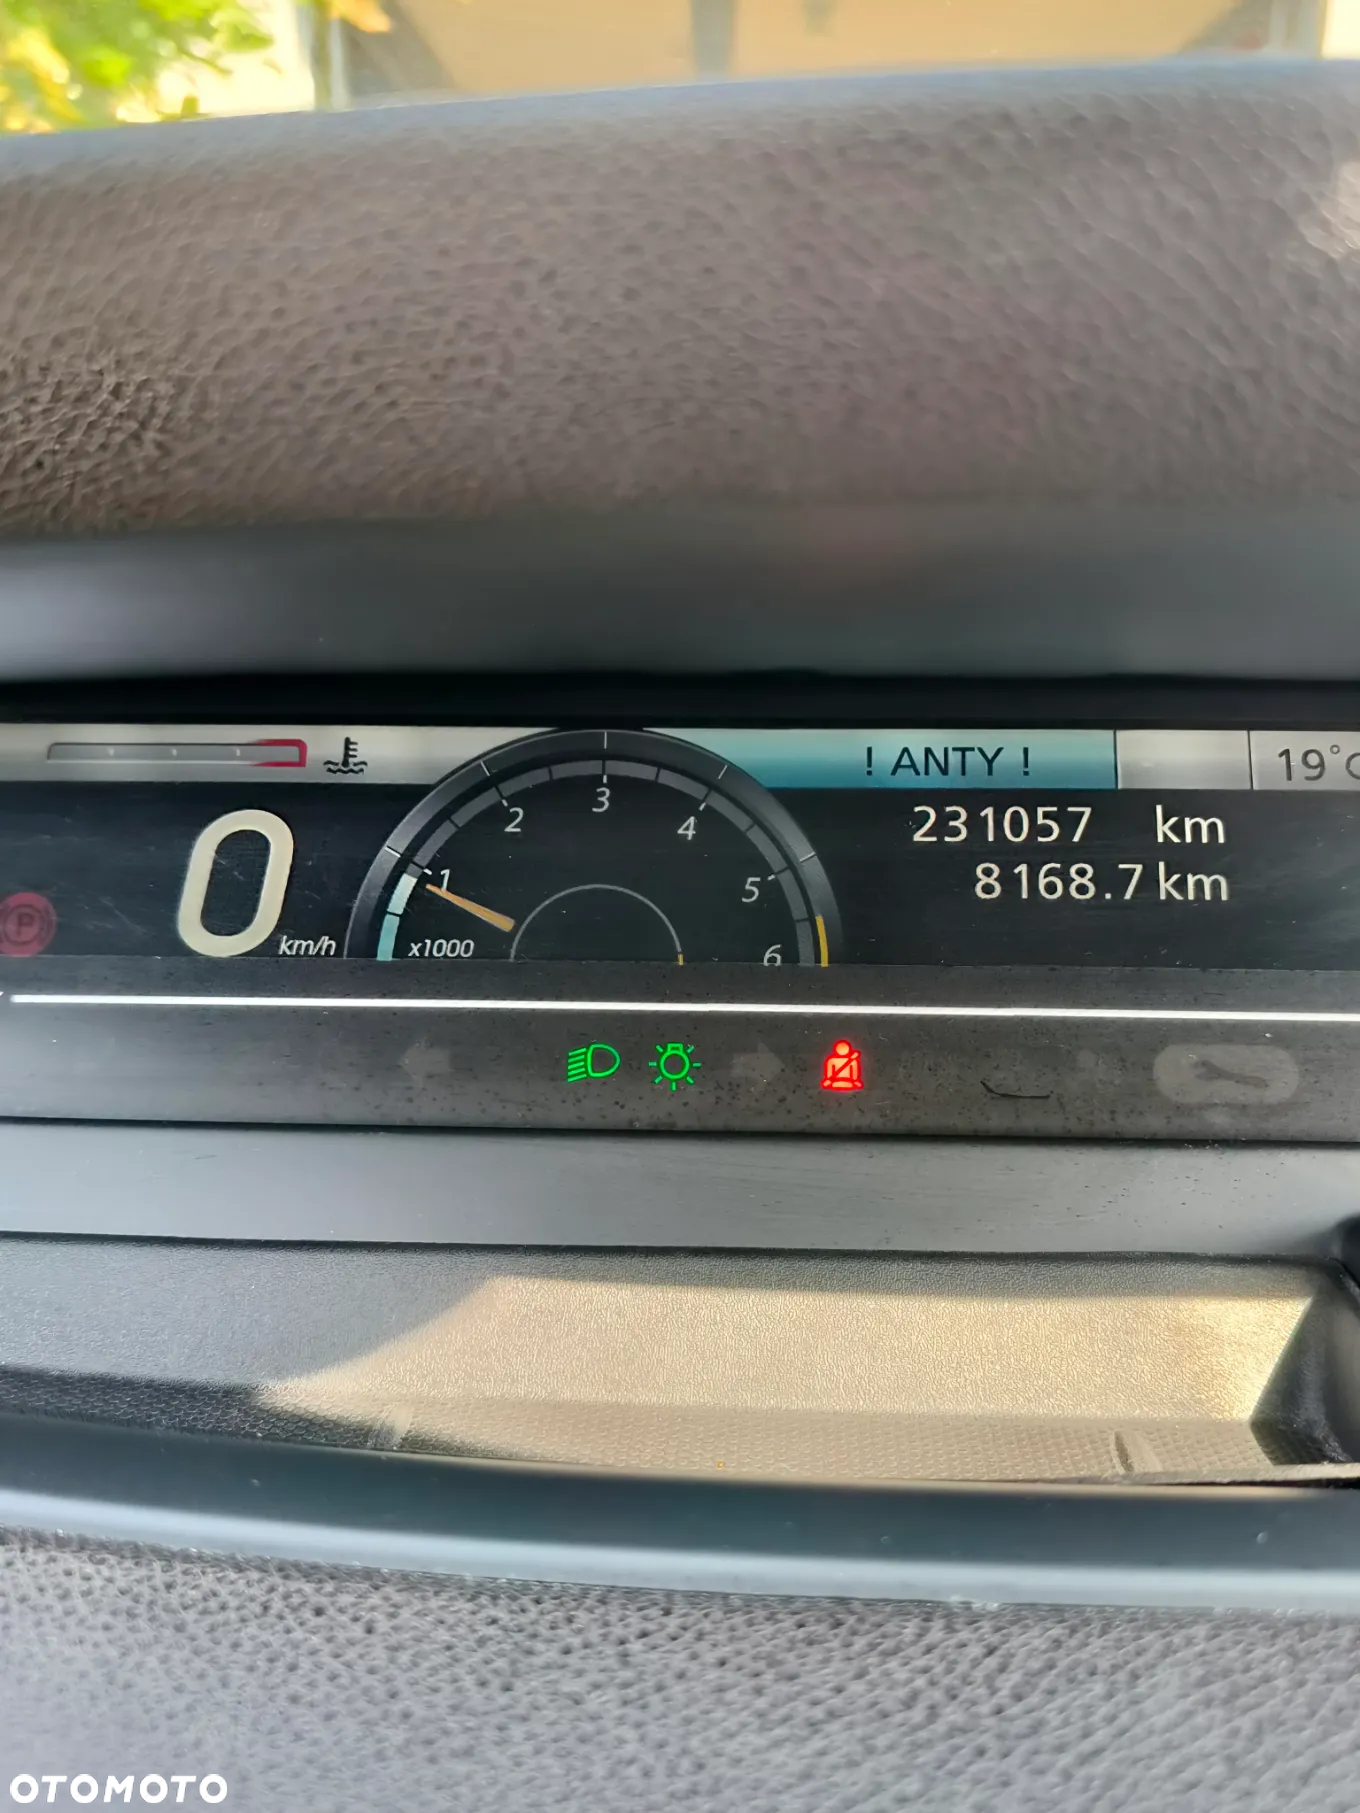 ! ANTY !
19°C
231057 km
8168.7 km
0 km/h
1 2 3 4 5 6
x1000
P
OTOMOTO